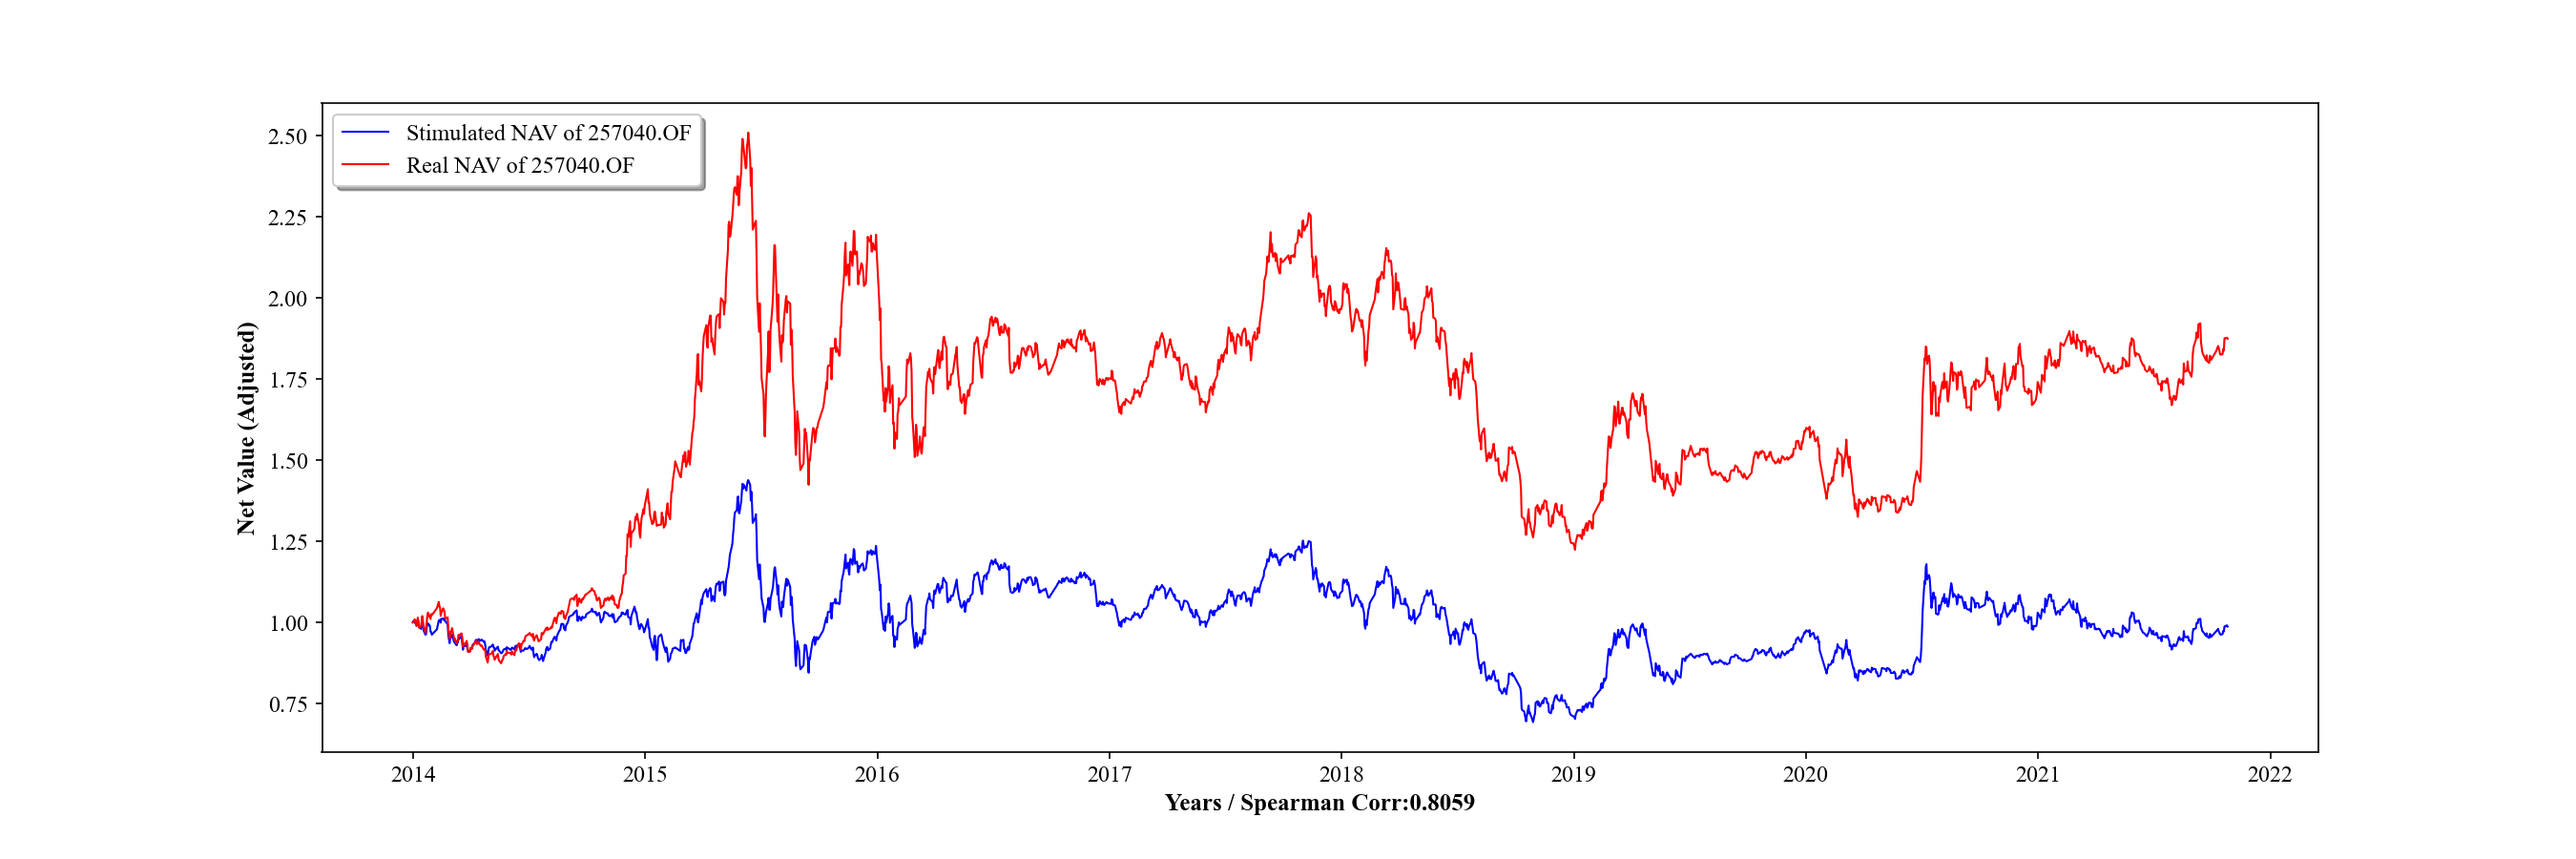 Stimulated NAV of 257040.OF
Real NAV of 257040.OF
Net Value (Adjusted)
2.50
2.25
2.00
1.75
1.50
1.25
1.00
0.75
2014 2015 2016 2017 2018 2019 2020 2021 2022
Years / Spearman Corr:0.8059